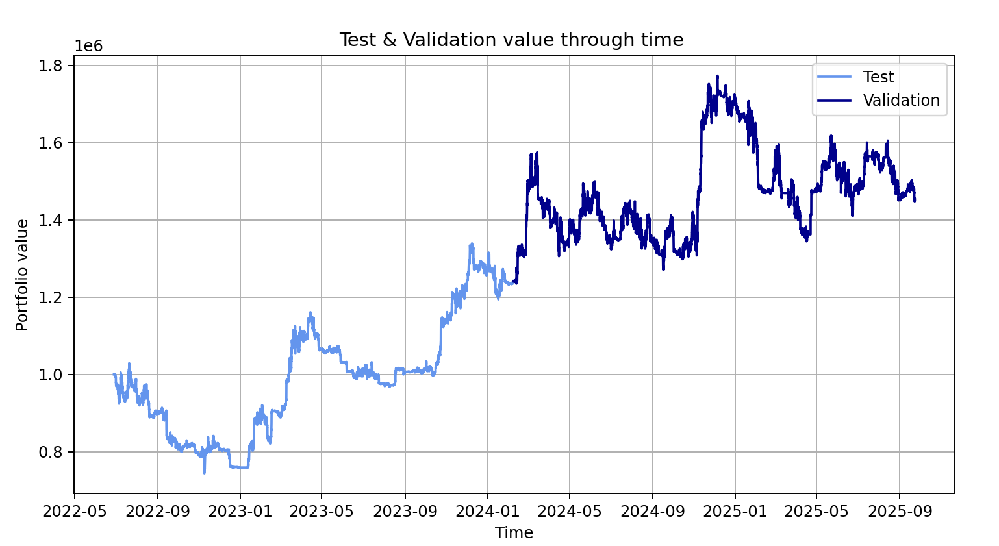 Test & Validation value through time
1e6
1.8
1.6
1.4
1.2
1.0
0.8
Portfolio value
Test
Validation
2022-05 2022-09 2023-01 2023-05 2023-09 2024-01 2024-05 2024-09 2025-01 2025-05 2025-09
Time